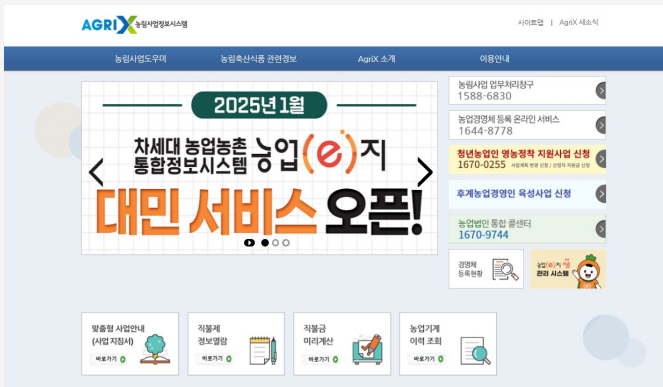 AGRIX 농림사업정보시스템
사이트맵 | AgriX 새소식
농림사업도우미 농림축산식품 관련정보 AgriX 소개 이용안내
2025년 1월
차세대 농업농촌
통합정보시스템 농업(e)지
대민 서비스 오픈!
농림사업 업무처리창구
1588-6830
농업경영체 등록 온라인 서비스
1644-8778
청년농업인 영농정착 지원사업 신청
1670-0255
후계농업경영인 육성사업 신청
농업법인 통합 콜센터
1670-9744
경영체
등록현황
농업(e)지
관리 시스템
맞춤형 사업안내
(사업 지침서)
바로가기
직불제
정보열람
바로가기
직불금
미리계산
바로가기
농업기계
이력 조회
바로가기